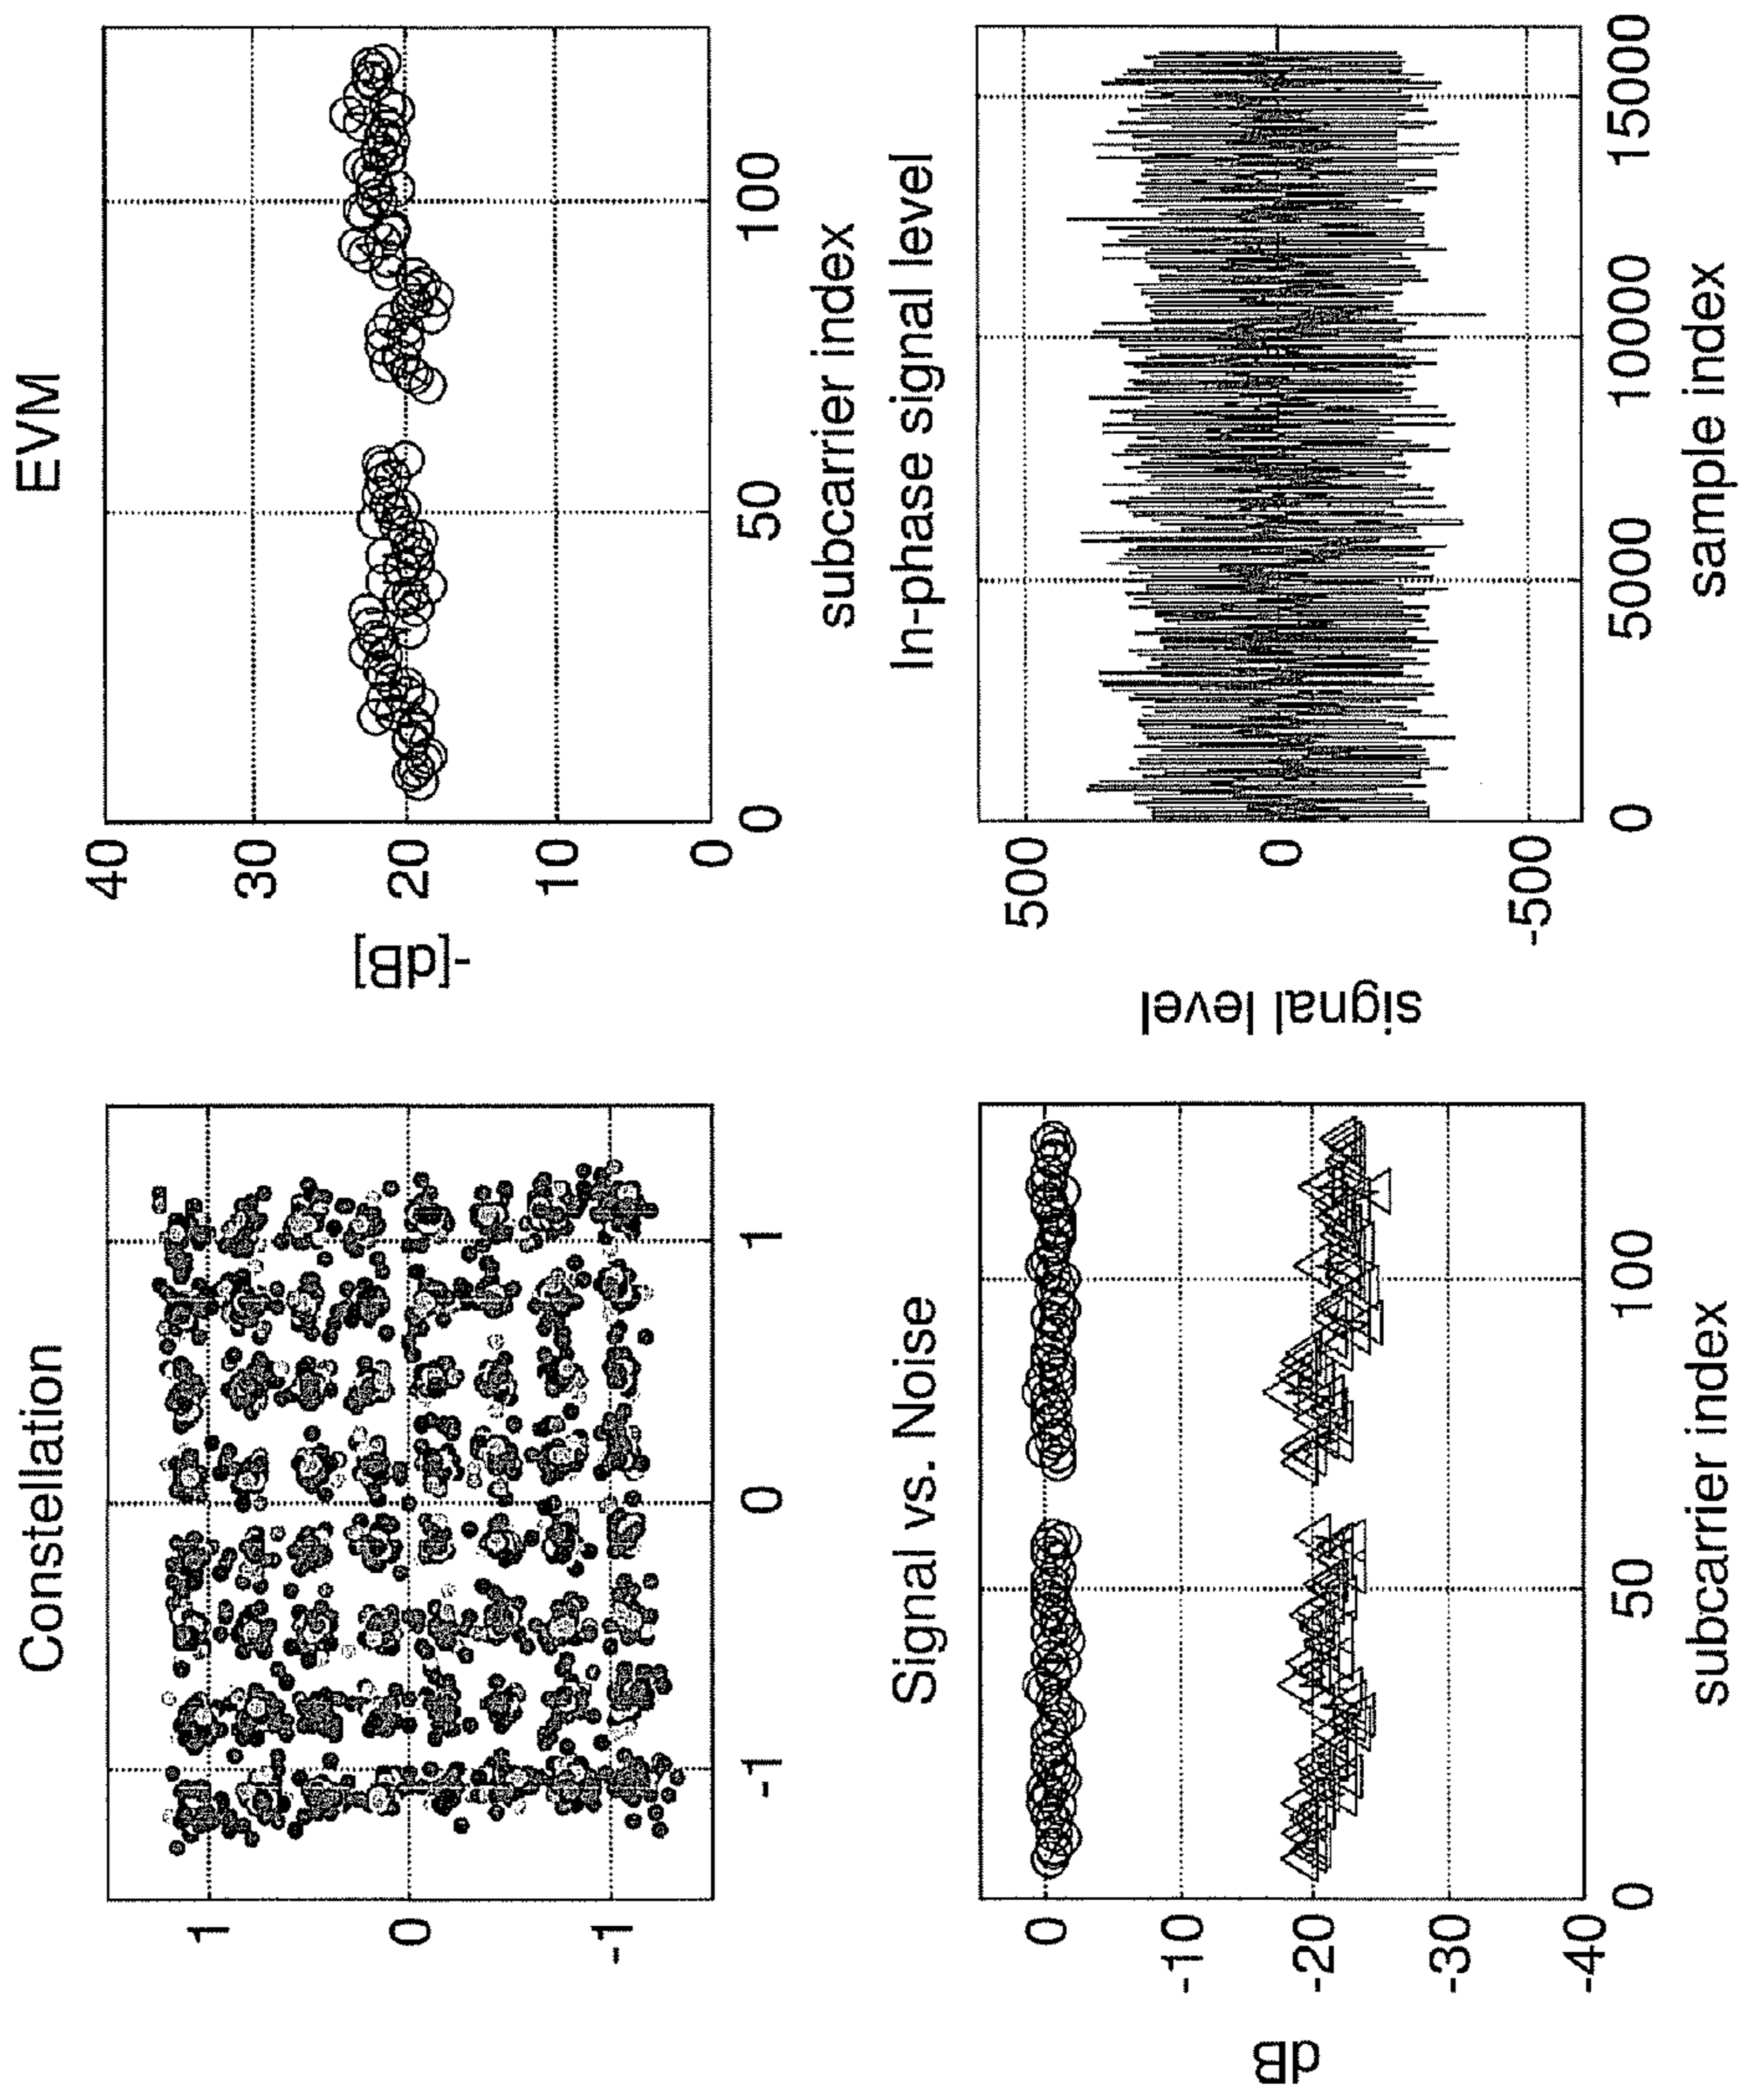 Constellation
1
0
-1
-1
0
1
EVM
40
30
20
10
0
-[dB]
0
50
100
subcarrier index
Signal vs. Noise
0
-10
-20
-30
-40
dB
0
50
100
subcarrier index
In-phase signal level
500
0
-500
signal level
0
5000
10000
15000
sample index